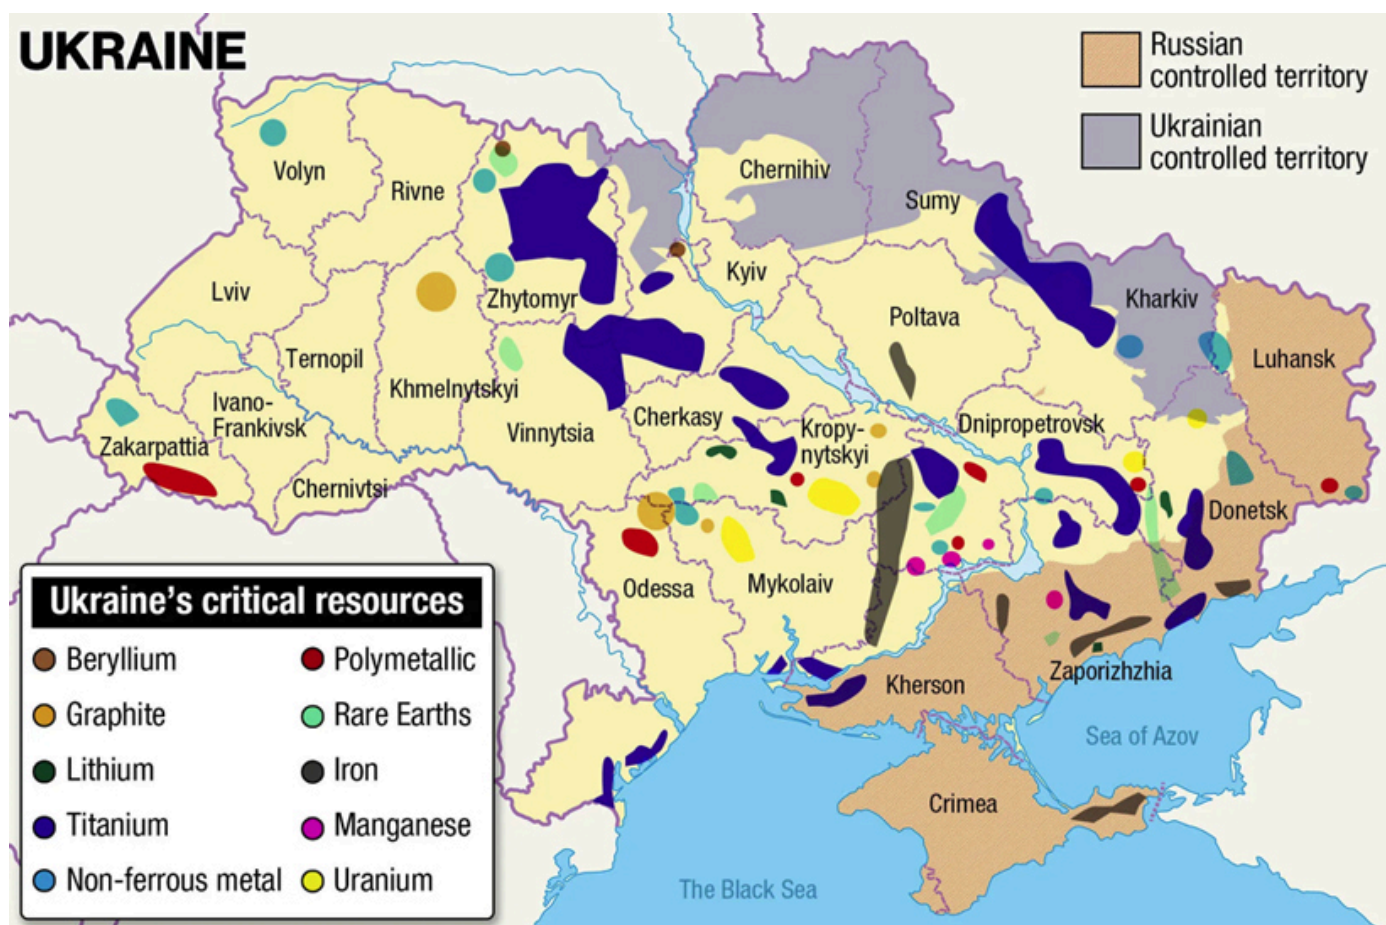 UKRAINE
Russian
controlled territory
Ukrainian
controlled territory
Volyn
Rivne
Chernihiv
Sumy
Lviv
Zhytomyr
Kyiv
Kharkiv
Poltava
Luhansk
Ternopil
Khmelnytskyi
Ivano-
Frankivsk
Zakarpattia
Vinnytsia
Cherkasy
Kropy-
nytskyi
Dnipropetrovsk
Chernivtsi
Donetsk
Odessa
Mykolaiv
Kherson
Zaporizhzhia
Sea of Azov
Crimea
The Black Sea
Ukraine's critical resources
Beryllium
Polymetallic
Graphite
Rare Earths
Lithium
Iron
Titanium
Manganese
Non-ferrous metal
Uranium